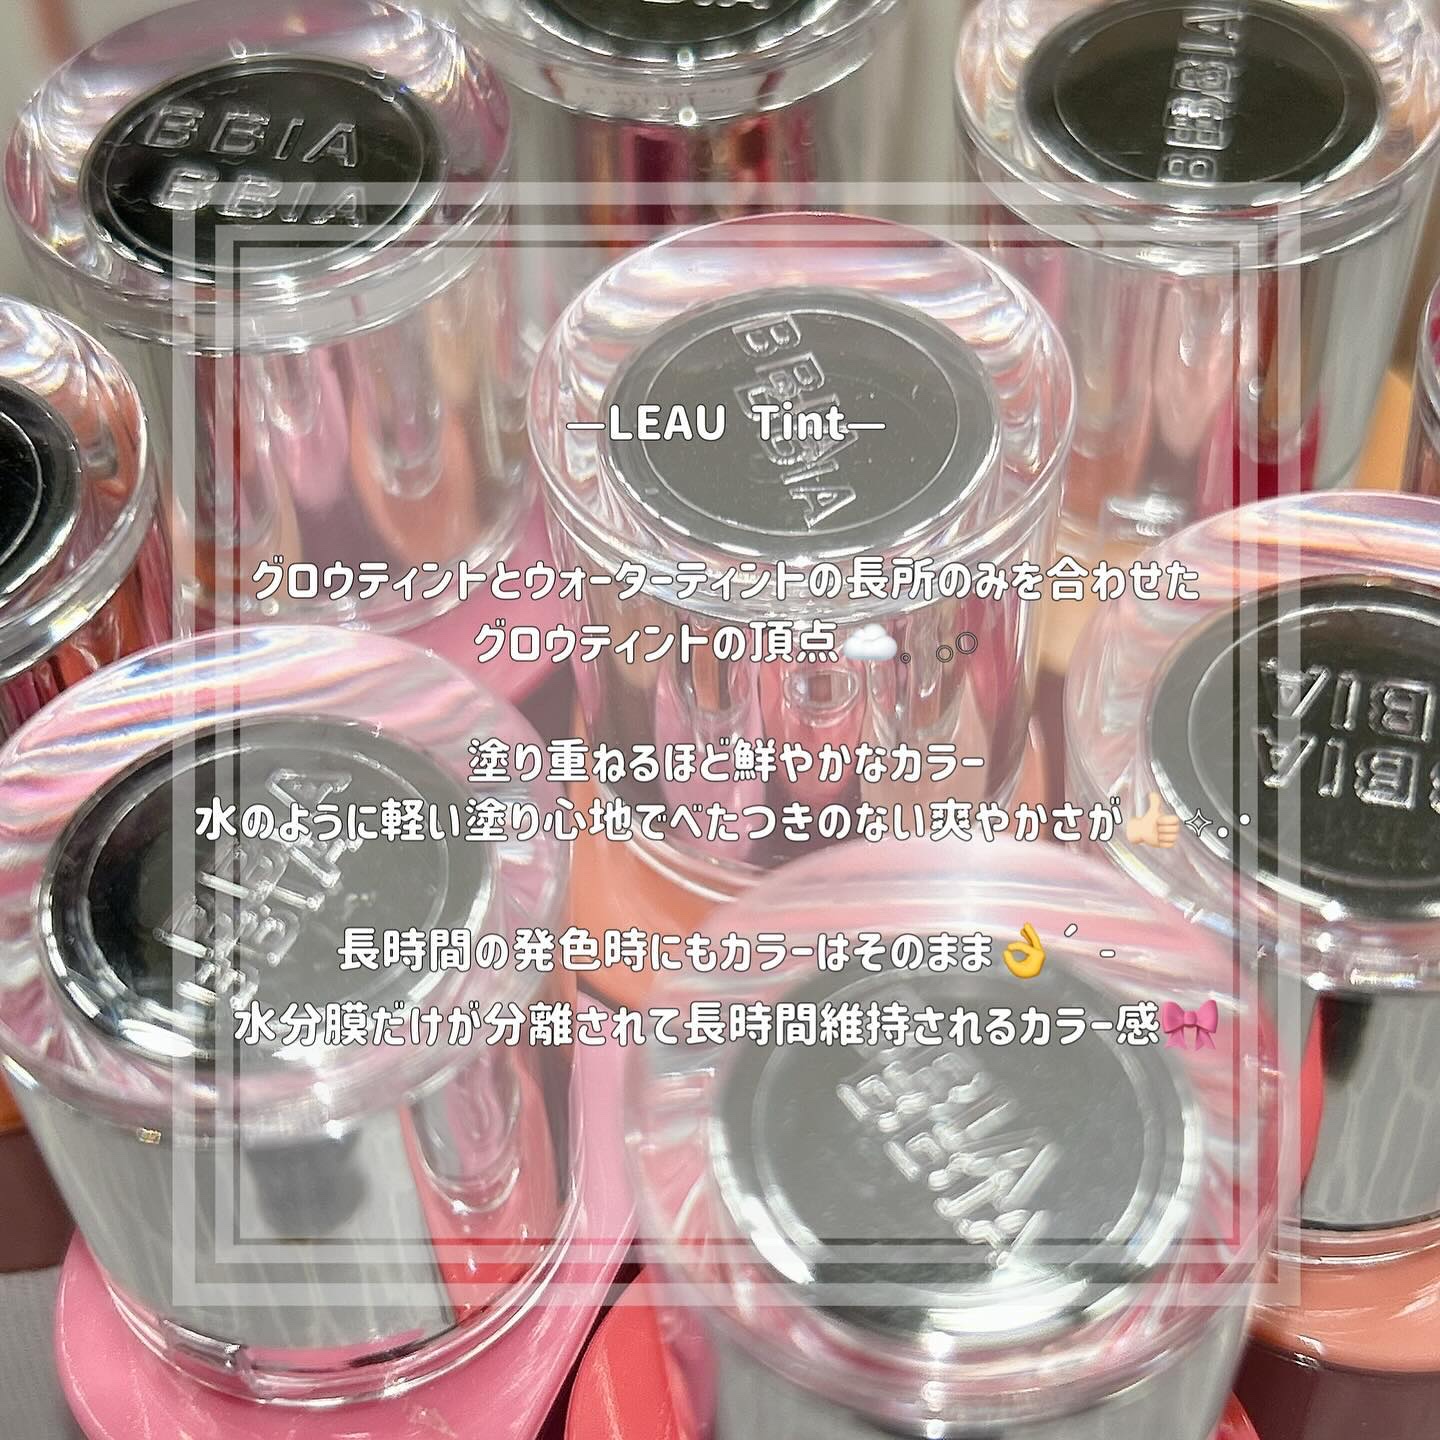 BBIA
BBIA
BBIA
BBIA
—LEAU Tint—
グロウティントとウォーターティントの長所のみを合わせた
グロウティントの頂点☁️｡ ｡𖦹
塗り重ねるほど鮮やかなカラー
水のように軽い塗り心地でべたつきのない爽やかさが👍🏻✧.･
長時間の発色時にもカラーはそのまま👌´-
水分膜だけが分離されて長時間維持されるカラー感🎀
BBIA
BBIA
BBIA